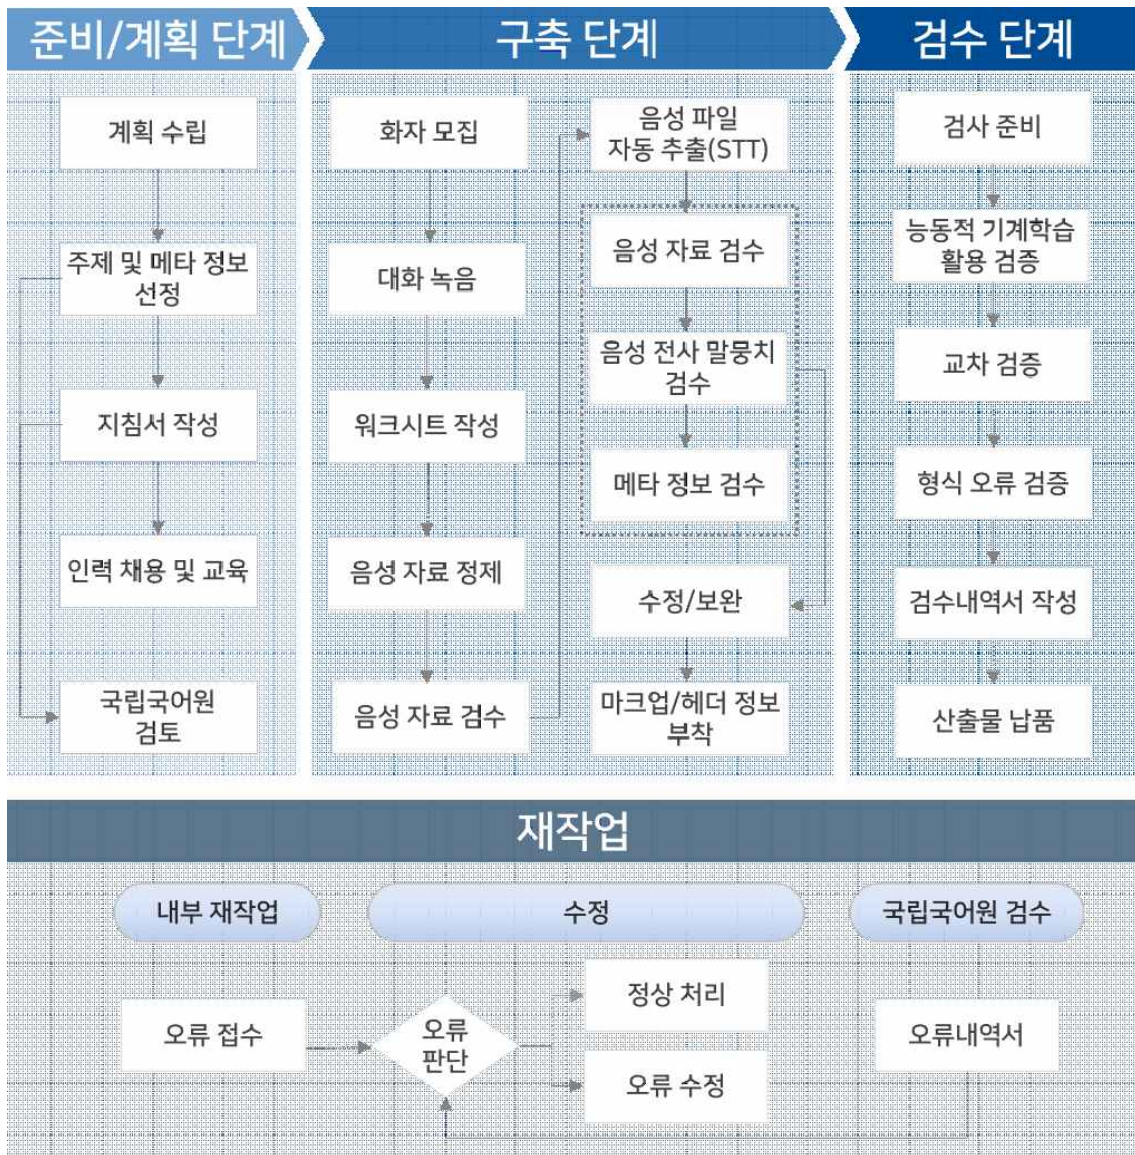 준비/계획 단계
구축 단계
검수 단계
계획 수립
주제 및 메타 정보
선정
지침서 작성
인력 채용 및 교육
국립국어원
검토
화자 모집
대화 녹음
워크시트 작성
음성 자료 정제
음성 자료 검수
음성 파일
자동 추출(STT)
음성 자료 검수
음성 전사 말뭉치
검수
메타 정보 검수
수정/보완
마크업/헤더 정보
부착
검사 준비
능동적 기계학습
활용 검증
교차 검증
형식 오류 검증
검수내역서 작성
산출물 납품
재작업
내부 재작업
수정
국립국어원 검수
오류 접수
오류
판단
정상 처리
오류 수정
오류내역서